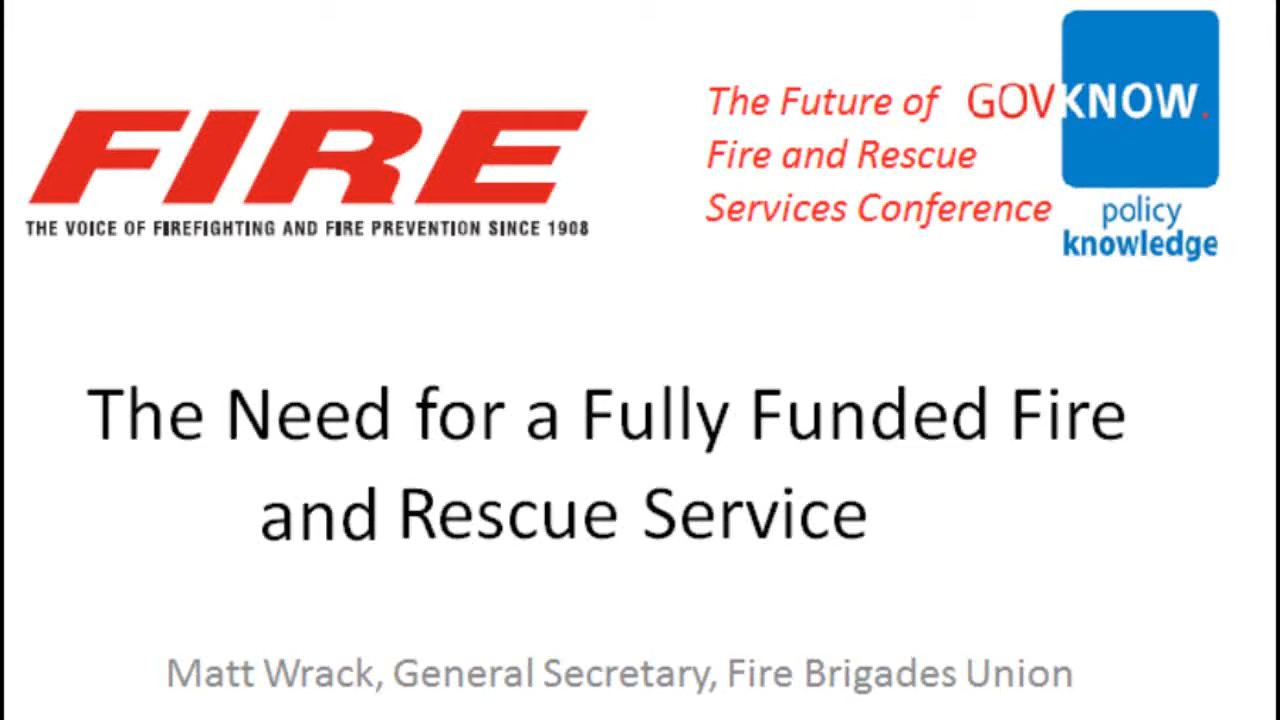 FIRE
THE VOICE OF FIREFIGHTING AND FIRE PREVENTION SINCE 1908
The Future of
Fire and Rescue
Services Conference
GOVKNOW.
policy
knowledge
The Need for a Fully Funded Fire
and Rescue Service
Matt Wrack, General Secretary, Fire Brigades Union